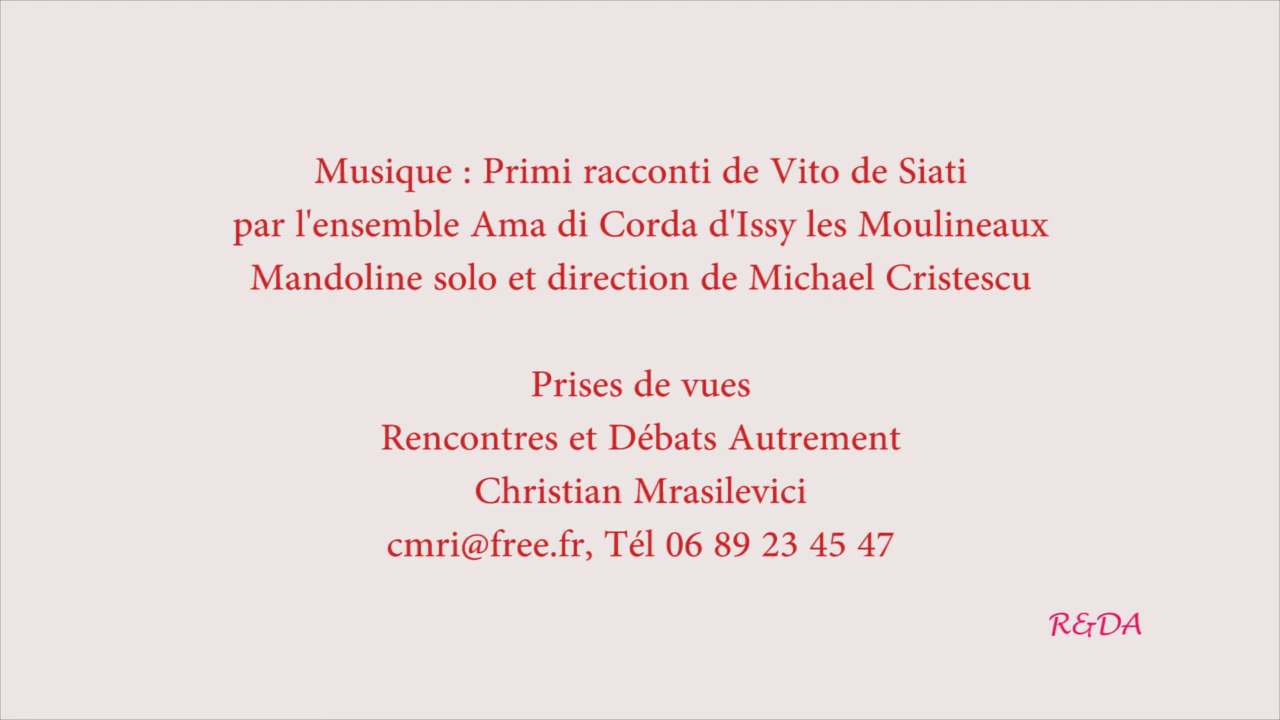 Musique : Primi racconti de Vito de Siati
par l'ensemble Ama di Corda d'Issy les Moulineaux
Mandoline solo et direction de Michael Cristescu
Prises de vues
Rencontres et Débats Autrement
Christian Mrasilevici
cmri@free.fr, Tél 06 89 23 45 47
R&DA